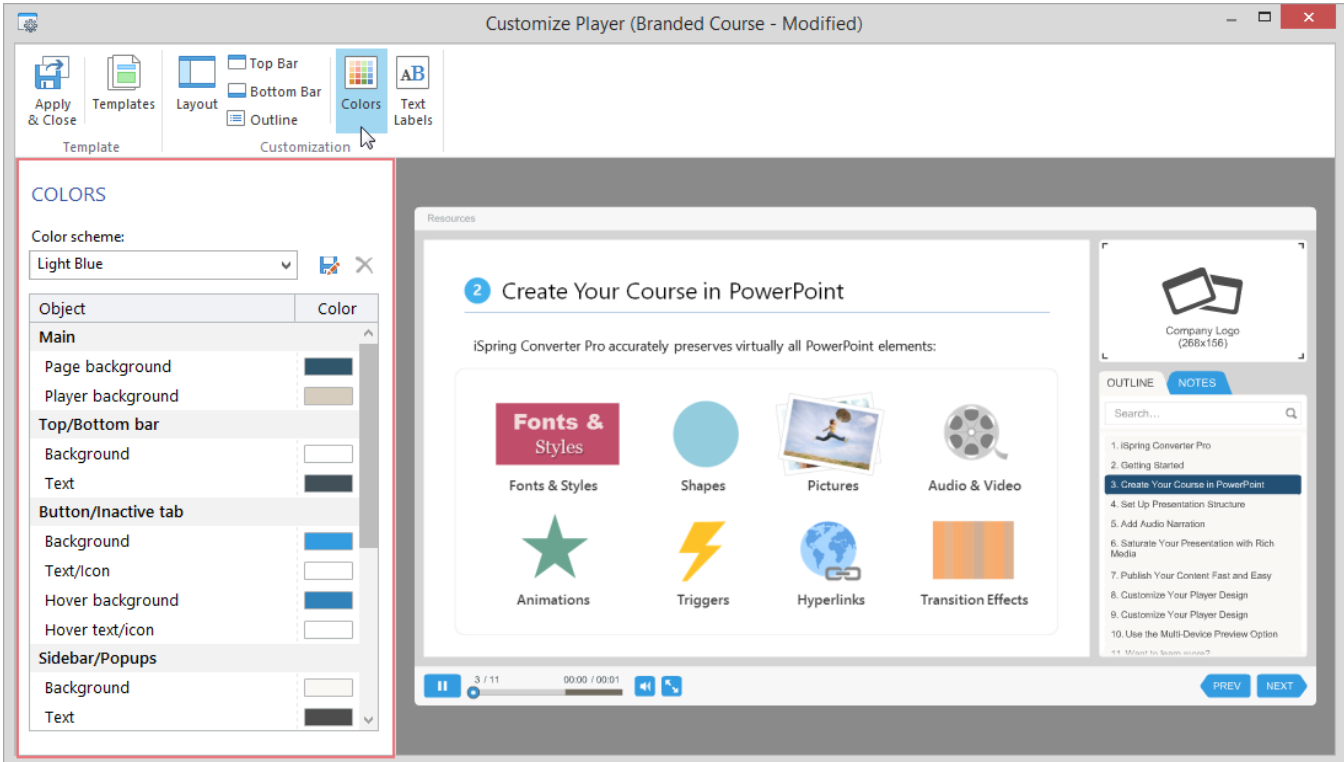 Customize Player (Branded Course - Modified)
Top Bar
Bottom Bar
Outline
Apply
& Close
Templates
Layout
Colors
AB
Text
Labels
Template
Customization
COLORS
Color scheme:
Light Blue
Object Color
Main
Page background
Player background
Top/Bottom bar
Background
Text
Button/Inactive tab
Background
Text/Icon
Hover background
Hover text/icon
Sidebar/Popups
Background
Text
Resources
2 Create Your Course in PowerPoint
iSpring Converter Pro accurately preserves virtually all PowerPoint elements:
Fonts &
Styles
Fonts & Styles
Shapes
Pictures
Audio & Video
Animations
Triggers
Hyperlinks
Transition Effects
Company Logo
(268x156)
OUTLINE NOTES
Search...
1. iSpring Converter Pro
2. Getting Started
3. Create Your Course in PowerPoint
4. Set Up Presentation Structure
5. Add Audio Narration
6. Saturate Your Presentation with Rich
Media
7. Publish Your Content Fast and Easy
8. Customize Your Player Design
9. Customize Your Player Design
10. Use the Multi-Device Preview Option
11. Want to learn more?
3 / 11
00:00 / 00:01
PREV
NEXT